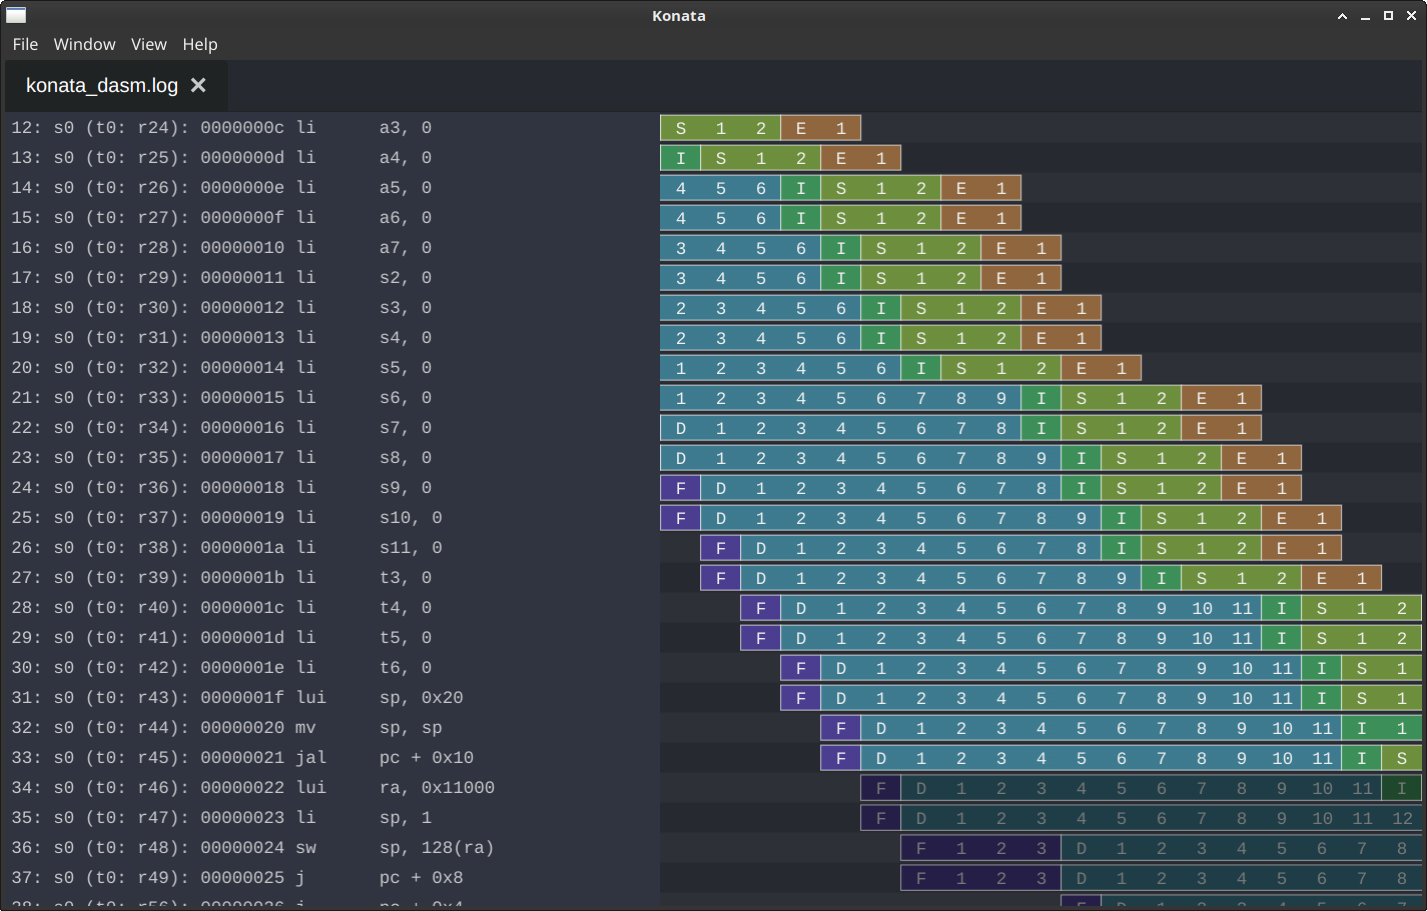 Konata
File Window View Help
konata_dasm.log ✕
12: s0 (t0: r24): 0000000c li a3, 0 S 1 2 E 1
13: s0 (t0: r25): 0000000d li a4, 0 I S 1 2 E 1
14: s0 (t0: r26): 0000000e li a5, 0 4 5 6 I S 1 2 E 1
15: s0 (t0: r27): 0000000f li a6, 0 4 5 6 I S 1 2 E 1
16: s0 (t0: r28): 00000010 li a7, 0 3 4 5 6 I S 1 2 E 1
17: s0 (t0: r29): 00000011 li s2, 0 3 4 5 6 I S 1 2 E 1
18: s0 (t0: r30): 00000012 li s3, 0 2 3 4 5 6 I S 1 2 E 1
19: s0 (t0: r31): 00000013 li s4, 0 2 3 4 5 6 I S 1 2 E 1
20: s0 (t0: r32): 00000014 li s5, 0 1 2 3 4 5 6 I S 1 2 E 1
21: s0 (t0: r33): 00000015 li s6, 0 1 2 3 4 5 6 7 8 9 I S 1 2 E 1
22: s0 (t0: r34): 00000016 li s7, 0 D 1 2 3 4 5 6 7 8 I S 1 2 E 1
23: s0 (t0: r35): 00000017 li s8, 0 D 1 2 3 4 5 6 7 8 9 I S 1 2 E 1
24: s0 (t0: r36): 00000018 li s9, 0 F D 1 2 3 4 5 6 7 8 I S 1 2 E 1
25: s0 (t0: r37): 00000019 li s10, 0 F D 1 2 3 4 5 6 7 8 9 I S 1 2 E 1
26: s0 (t0: r38): 0000001a li s11, 0 F D 1 2 3 4 5 6 7 8 I S 1 2 E 1
27: s0 (t0: r39): 0000001b li t3, 0 F D 1 2 3 4 5 6 7 8 9 I S 1 2 E 1
28: s0 (t0: r40): 0000001c li t4, 0 F D 1 2 3 4 5 6 7 8 9 10 11 I S 1 2
29: s0 (t0: r41): 0000001d li t5, 0 F D 1 2 3 4 5 6 7 8 9 10 11 I S 1 2
30: s0 (t0: r42): 0000001e li t6, 0 F D 1 2 3 4 5 6 7 8 9 10 11 I S 1
31: s0 (t0: r43): 0000001f lui sp, 0x20 F D 1 2 3 4 5 6 7 8 9 10 11 I S 1
32: s0 (t0: r44): 00000020 mv sp, sp F D 1 2 3 4 5 6 7 8 9 10 11 I 1
33: s0 (t0: r45): 00000021 jal pc + 0x10 F D 1 2 3 4 5 6 7 8 9 10 11 I S
34: s0 (t0: r46): 00000022 lui ra, 0x11000 F D 1 2 3 4 5 6 7 8 9 10 11 I
35: s0 (t0: r47): 00000023 li sp, 1 F D 1 2 3 4 5 6 7 8 9 10 11 12
36: s0 (t0: r48): 00000024 sw sp, 128(ra) F 1 2 3 D 1 2 3 4 5 6 7 8
37: s0 (t0: r49): 00000025 j pc + 0x8 F 1 2 3 D 1 2 3 4 5 6 7 8